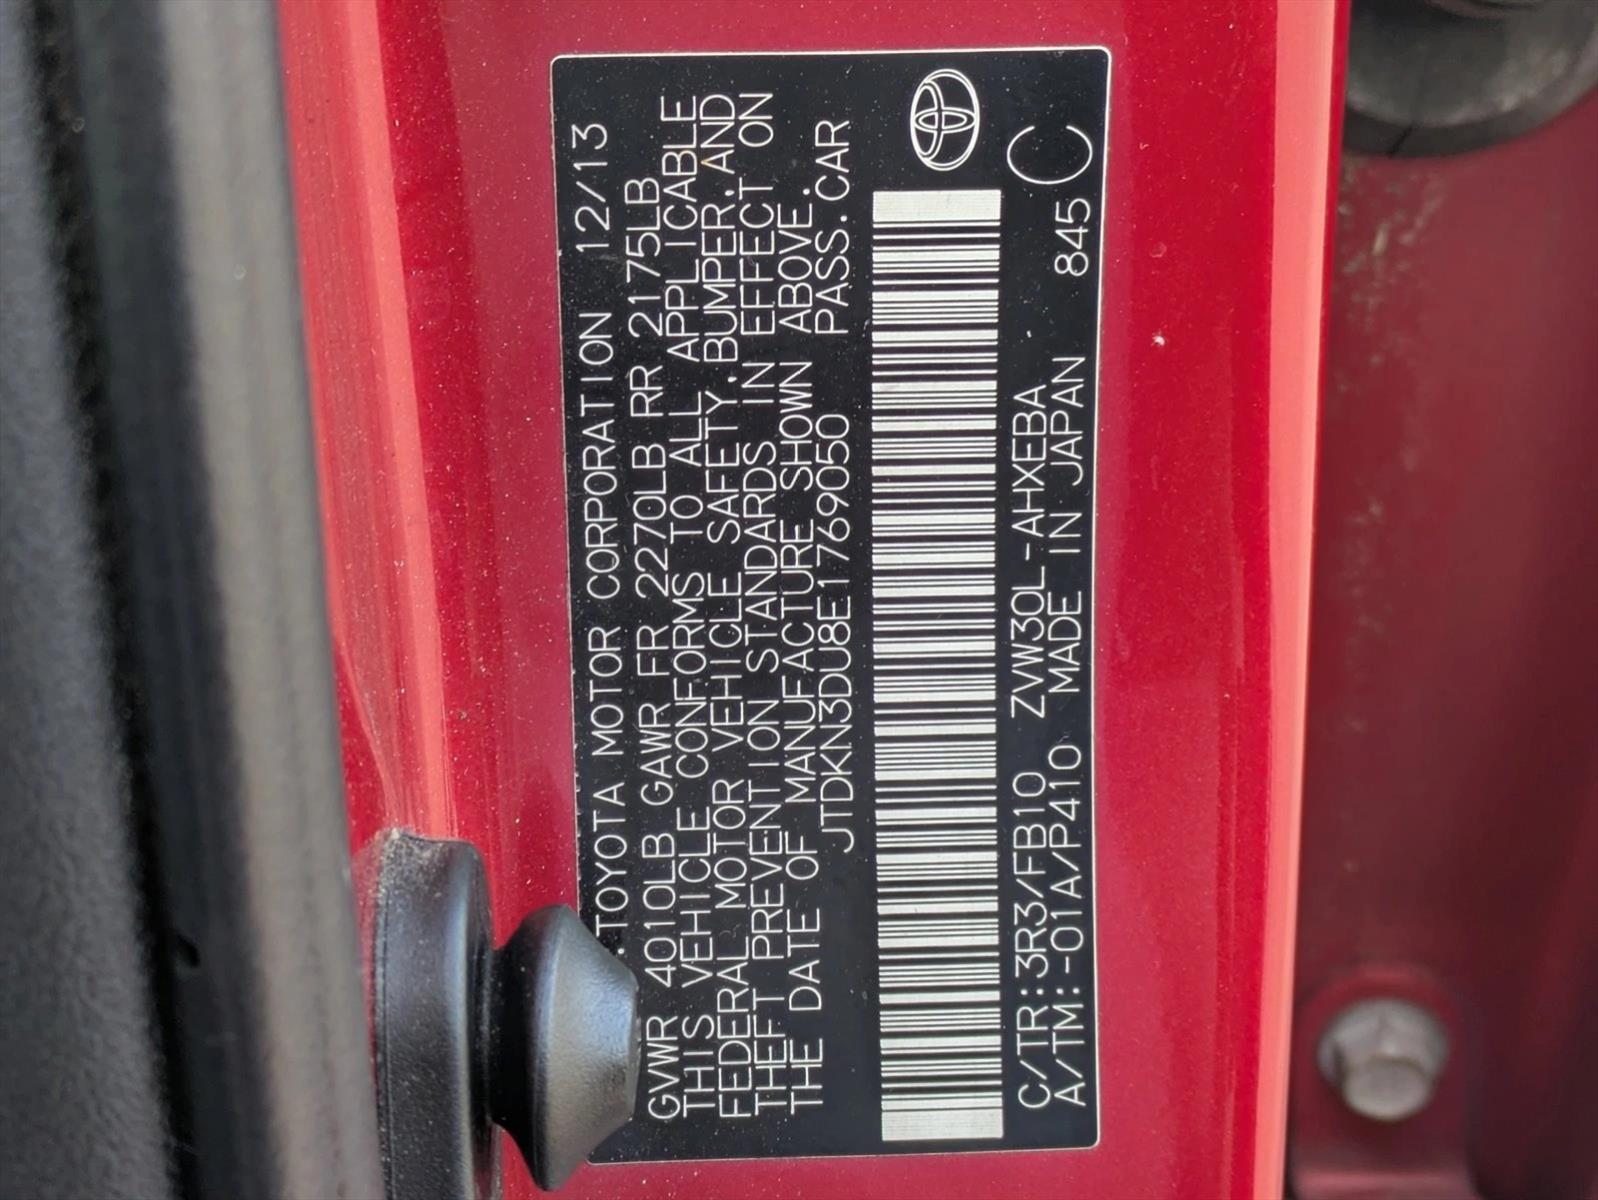 .TOYOTA MOTOR CORPORATION 12/13
GVWR 4010LB GAWR FR 2270LB RR 2175LB
THIS VEHICLE CONFORMS TO ALL APPLICABLE
FEDERAL MOTOR VEHICLE SAFETY, BUMPER, AND
THEFT PREVENTION STANDARDS IN EFFECT ON
THE DATE OF MANUFACTURE SHOWN ABOVE.
JTDKN3DU8E1769050 PASS.CAR
C/TR:3R3/FB10 ZVW30L-AHXEBA
A/TM:-01A/P410 MADE IN JAPAN 845 C